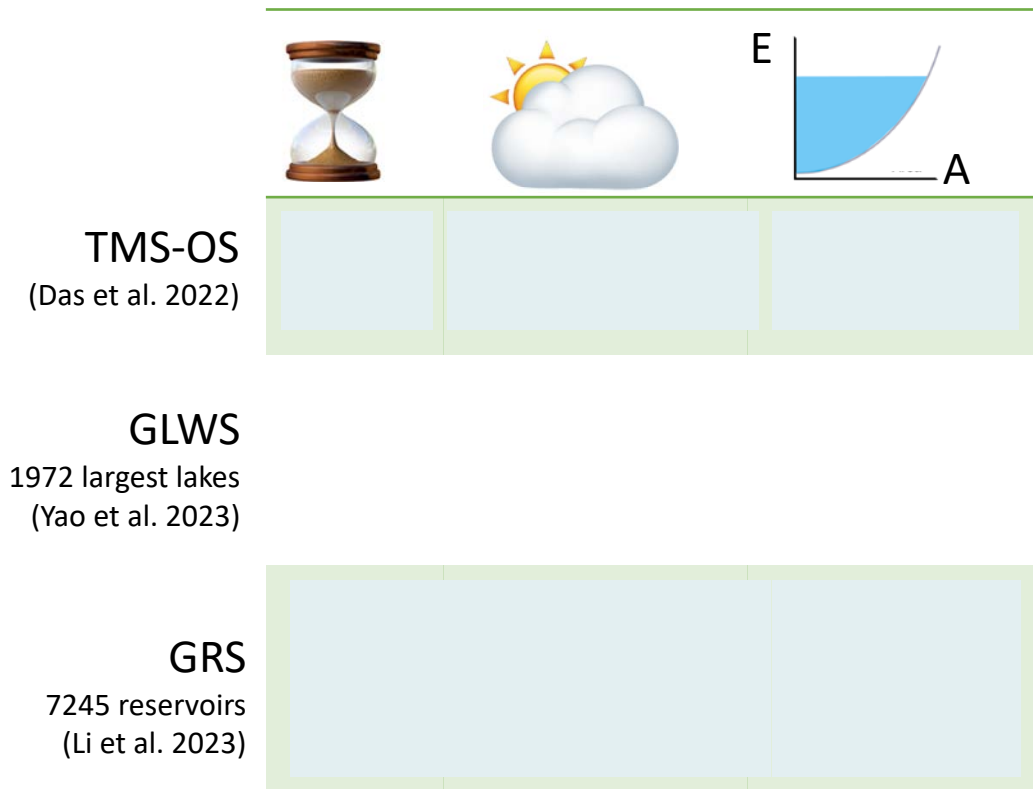 E
A
TMS-OS
(Das et al. 2022)
GLWS
1972 largest lakes
(Yao et al. 2023)
GRS
7245 reservoirs
(Li et al. 2023)